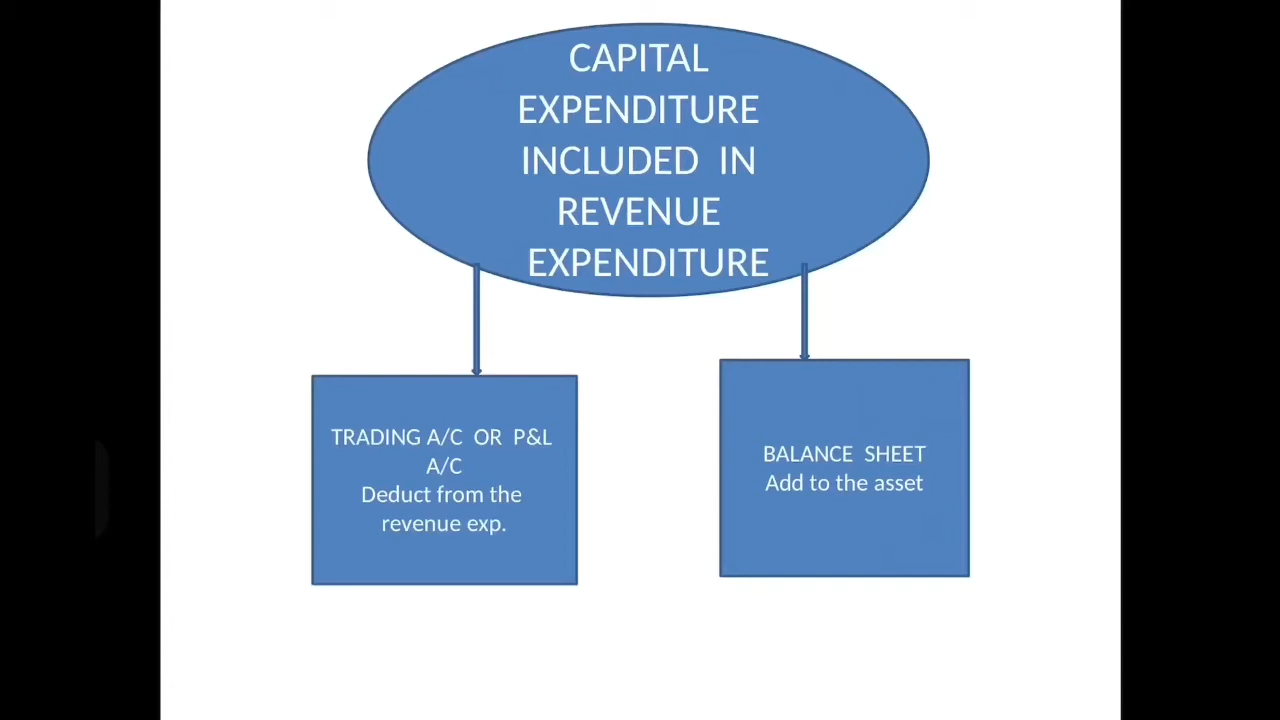 CAPITAL
EXPENDITURE
INCLUDED IN
REVENUE
EXPENDITURE
TRADING A/C OR P&L
A/C
Deduct from the
revenue exp.
BALANCE SHEET
Add to the asset